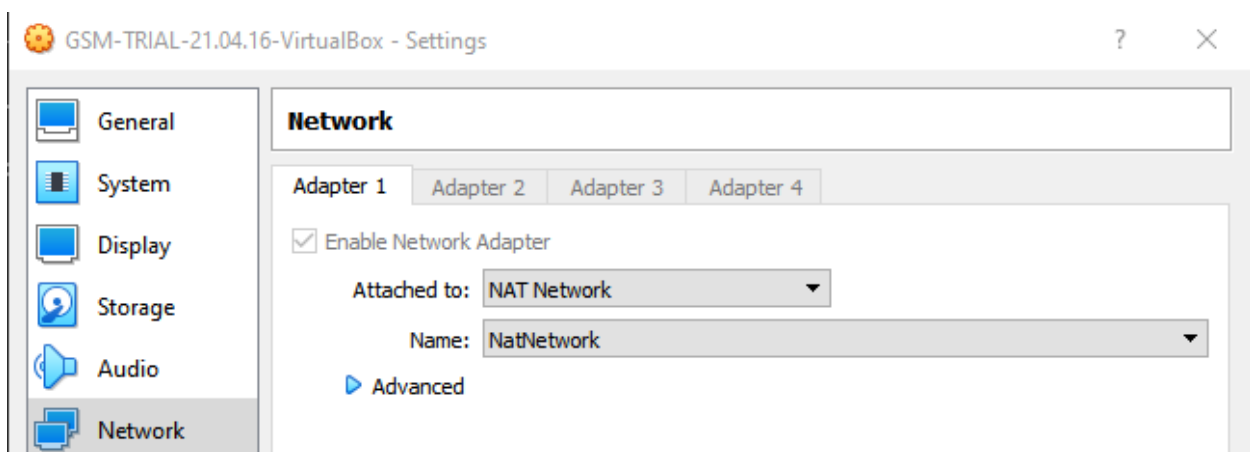 GSM-TRIAL-21.04.16-VirtualBox - Settings ?
General
System
Display
Storage
Audio
Network
Network
Adapter 1 Adapter 2 Adapter 3 Adapter 4
Enable Network Adapter
Attached to: NAT Network
Name: NatNetwork
Advanced